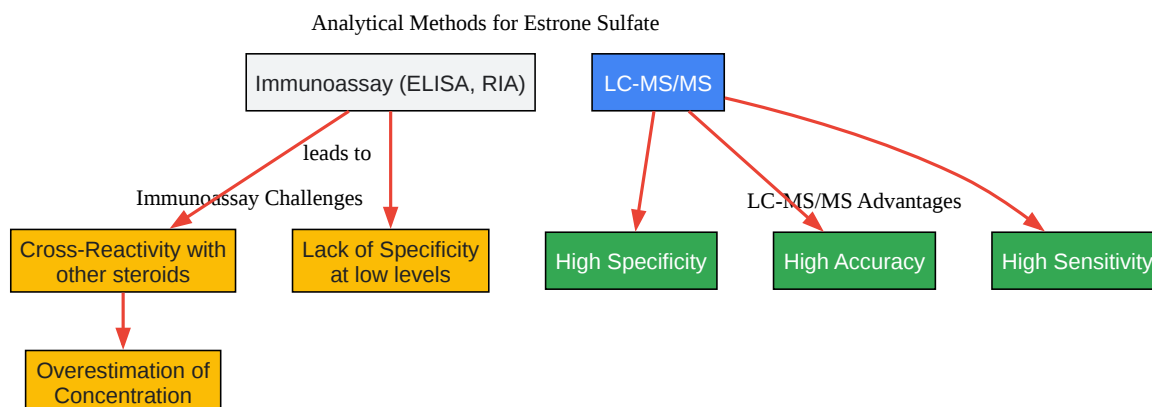 Analytical Methods for Estrone Sulfate
Immunoassay (ELISA, RIA)
LC-MS/MS
leads to
Immunoassay Challenges
LC-MS/MS Advantages
Cross-Reactivity with
other steroids
Lack of Specificity
at low levels
High Specificity
High Accuracy
High Sensitivity
Overestimation of
Concentration